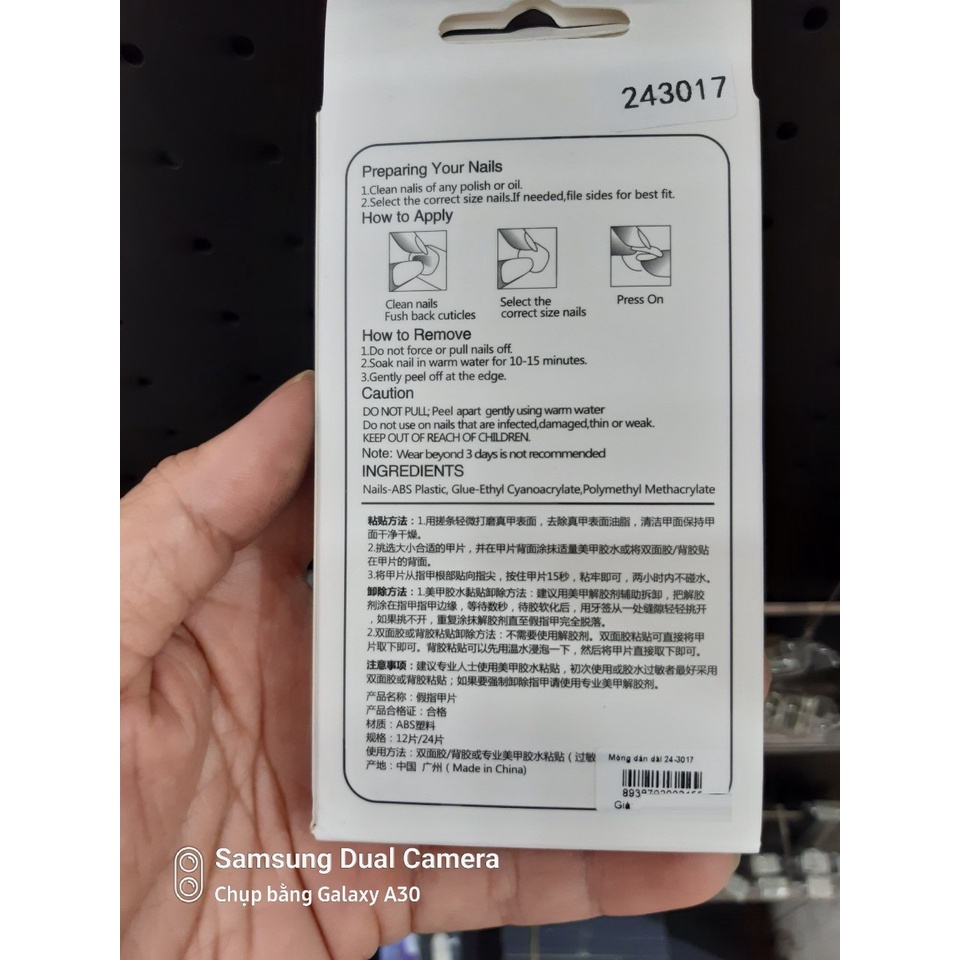 243017
Preparing Your Nails
1.Clean nalis of any polish or oil.
2.Select the correct size nails.If needed,file sides for best fit.
How to Apply
Clean nails
Fush back cuticles
Select the
correct size nails
Press On
How to Remove
1.Do not force or pull nails off.
2.Soak nail in warm water for 10-15 minutes.
3.Gently peel off at the edge.
Caution
DO NOT PULL; Peel apart gently using warm water
Do not use on nails that are infected,damaged,thin or weak.
KEEP OUT OF REACH OF CHILDREN.
Note: Wear beyond 3 days is not recommended
INGREDIENTS
Nails-ABS Plastic, Glue-Ethyl Cyanoacrylate,Polymethyl Methacrylate
粘贴方法：1.用搓条轻微打磨真甲表面，去除真甲表面油脂，清洁甲面保持甲
面干净干燥。
2.挑选大小合适的甲片，并在甲片背面涂抹适量美甲胶水或将双面胶/背胶贴
在甲片的背面。
3.将甲片从指甲根部贴向指尖，按住甲片15秒，粘牢即可，两小时内不碰水。
卸除方法：1.美甲胶水黏贴卸除方法：建议用美甲解胶剂辅助拆卸，把解胶
剂涂在指甲指甲边缘，等待数秒，待胶软化后，用牙签从一处缝隙轻轻挑开
，如果挑不开，重复涂抹解胶剂直至假指甲完全脱落。
2.双面胶或背胶粘贴卸除方法：不需要使用解胶剂。双面胶粘贴可直接将甲
片取下即可。背胶粘贴可以先用温水浸泡一下，然后将甲片直接取下即可。
注意事项：建议专业人士使用美甲胶水粘贴，初次使用或胶水过敏者最好采用
双面胶或背胶粘贴；如果要强制卸除指甲请使用专业美甲解胶剂。
产品名称：假指甲片
产品合格证：合格
材质：ABS塑料
规格：12片/24片
使用方法：双面胶/背胶或专业美甲胶水粘贴（过敏
产地：中国 广州 ( Made in China)
Móng dán dài 24-3017
Giá
Samsung Dual Camera
Chụp bằng Galaxy A30